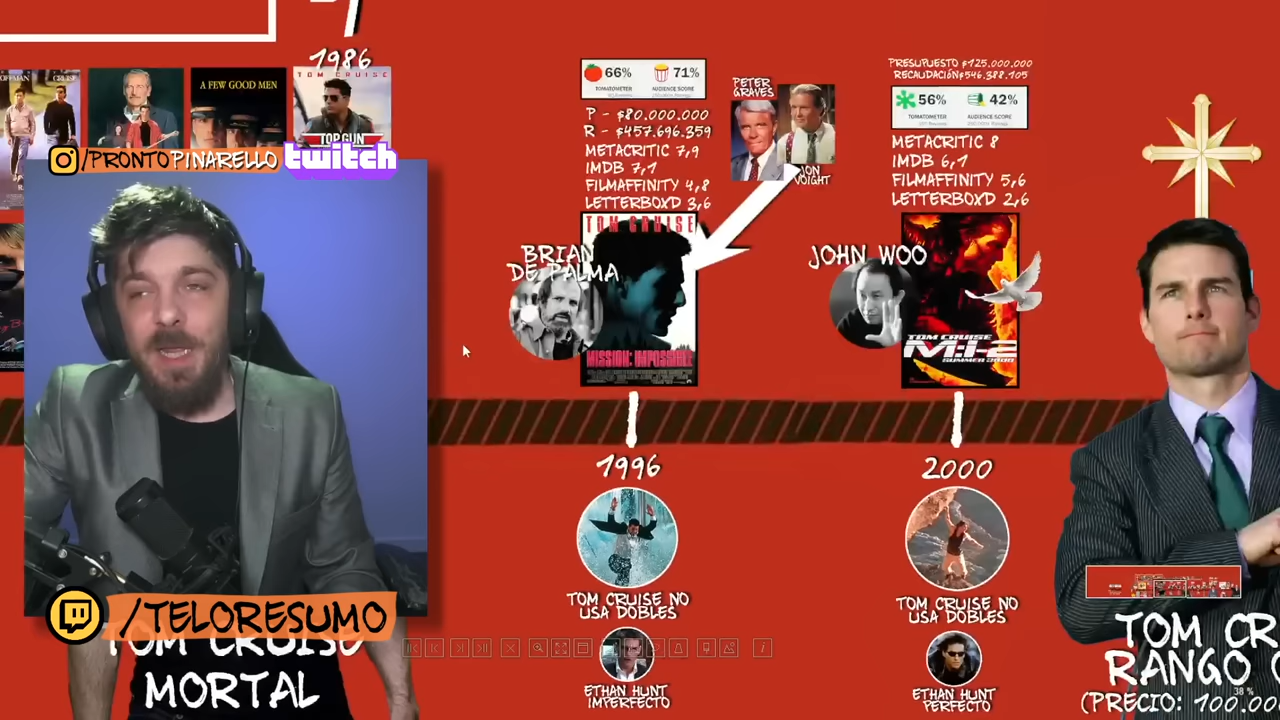 1986
TOM CRUISE
A FEW GOOD MEN
TOP GUN
/PRONTOPINARELLO
twitch
66%
71%
TOMATOMETER
AUDIENCE SCORE
P - $80.000.000
R - $457.696.359
METACRITIC 7,9
IMDB 7,1
FILMAFFINITY 4,8
LETTERBOXD 3,6
PETER
GRAVES
JON
VOIGHT
TOM CRUISE
BRIAN
DE PALMA
MISSION: IMPOSSIBLE
PRESUPUESTO $125.000.000
RECAUDACIÓN $546.388.105
56%
42%
TOMATOMETER
AUDIENCE SCORE
METACRITIC 8
IMDB 6,1
FILMAFFINITY 5,6
LETTERBOXD 2,6
JOHN WOO
TOM CRUISE
M:I-2
SUMMER 2000
1996
2000
TOM CRUISE NO
USA DOBLES
TOM CRUISE NO
USA DOBLES
ETHAN HUNT
IMPERFECTO
ETHAN HUNT
PERFECTO
/TELORESUMO
TOM CRUISE
MORTAL
TOM CR
RANGO
(PRECIO: 100.00
38 %